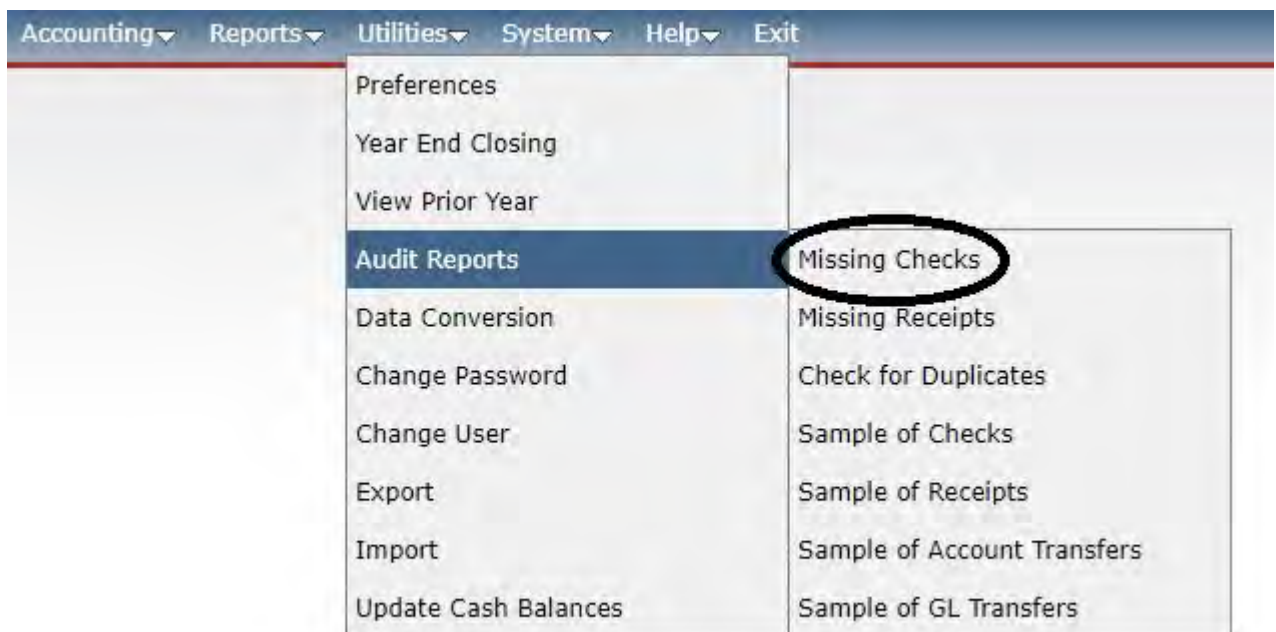 Accounting Reports Utilities System Help Exit
Preferences
Year End Closing
View Prior Year
Audit Reports
Missing Checks
Data Conversion
Missing Receipts
Change Password
Check for Duplicates
Change User
Sample of Checks
Export
Sample of Receipts
Import
Sample of Account Transfers
Update Cash Balances
Sample of GL Transfers